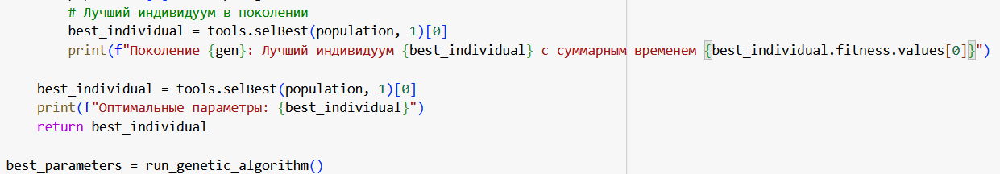 # Лучший индивидуум в поколении
best_individual = tools.selBest(population, 1)[0]
print(f"Поколение {gen}: Лучший индивидуум {best_individual} с суммарным временем {best_individual.fitness.values[0]}")
best_individual = tools.selBest(population, 1)[0]
print(f"Оптимальные параметры: {best_individual}")
return best_individual
best_parameters = run_genetic_algorithm()